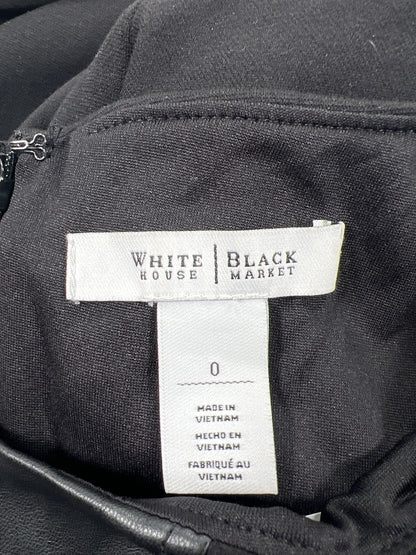 WHITE | BLACK
HOUSE | MARKET
0
MADE IN
VIETNAM
HECHO EN
VIETNAM
FABRIQUÉ AU
VIETNAM